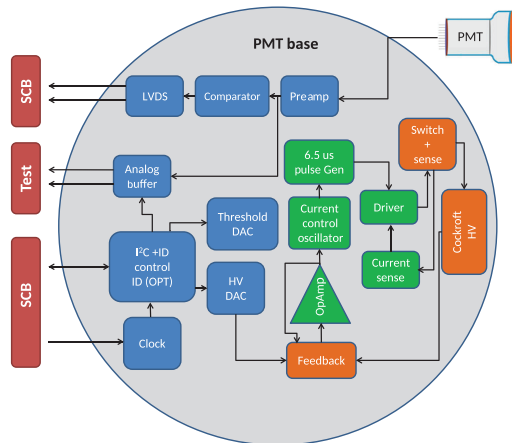 PMT
PMT base
SCB
LVDS
Comparator
Preamp
Switch
+
sense
6.5 us
pulse Gen
Test
Analog
buffer
Driver
Threshold
DAC
Current
control
oscillator
Cockroft
HV
I²C +ID
control
ID (OPT)
Current
sense
SCB
HV
DAC
OpAmp
Clock
Feedback